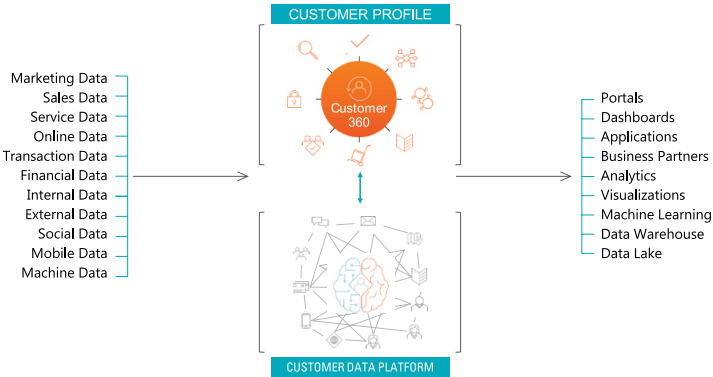 CUSTOMER PROFILE
Marketing Data
Sales Data
Service Data
Online Data
Transaction Data
Financial Data
Internal Data
External Data
Social Data
Mobile Data
Machine Data
Customer
360
Portals
Dashboards
Applications
Business Partners
Analytics
Visualizations
Machine Learning
Data Warehouse
Data Lake
CUSTOMER DATA PLATFORM